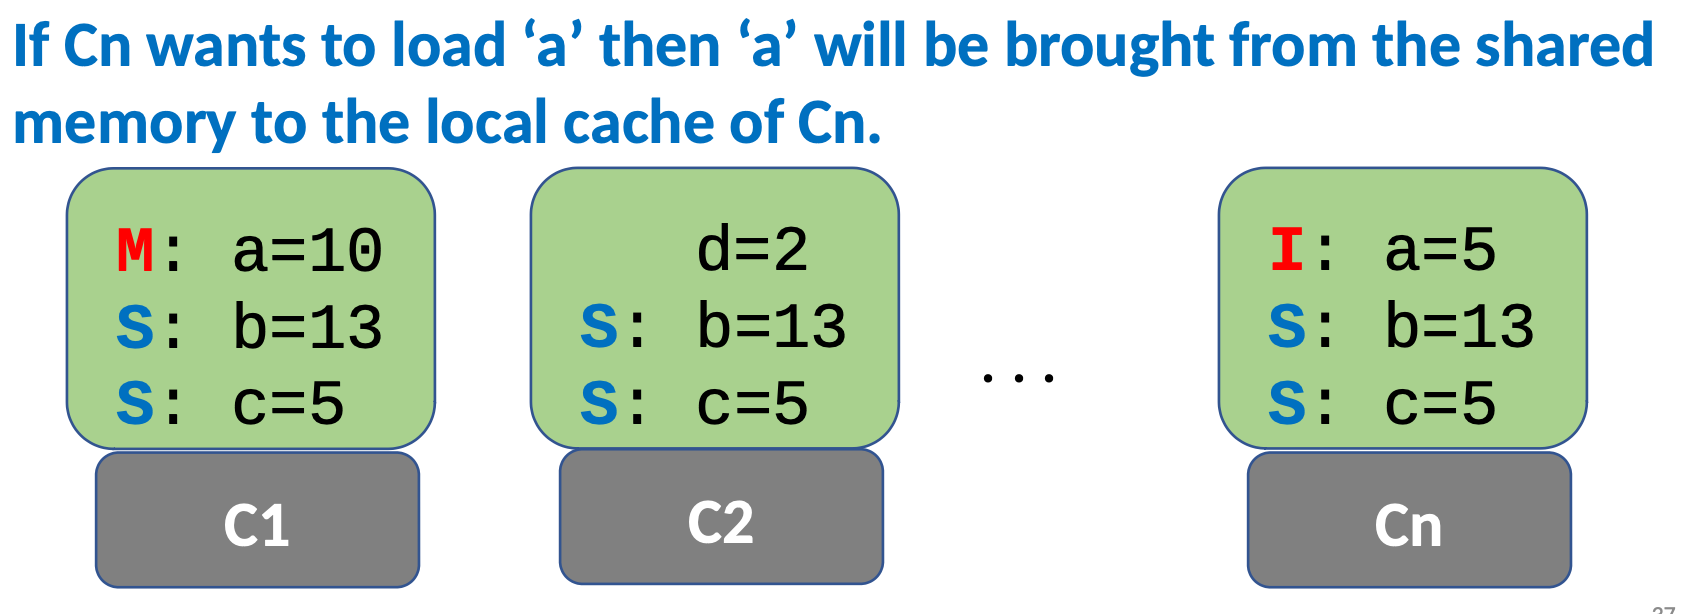 If Cn wants to load ‘a’ then ‘a’ will be brought from the shared
memory to the local cache of Cn.
M: a=10
S: b=13
S: c=5
C1
d=2
S: b=13
S: c=5
C2
...
I: a=5
S: b=13
S: c=5
Cn